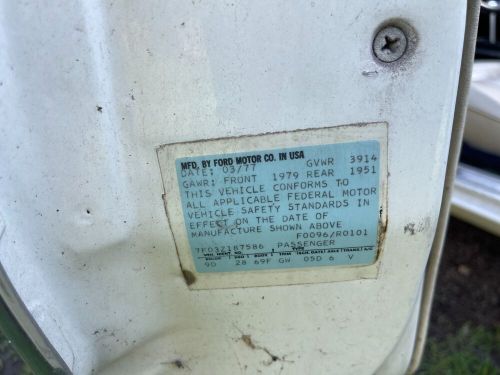 MFD. BY FORD MOTOR CO. IN USA
DATE: 03/77 GVWR 3914
GAWR: FRONT 1979 REAR 1951
THIS VEHICLE CONFORMS TO
ALL APPLICABLE FEDERAL MOTOR
VEHICLE SAFETY STANDARDS IN
EFFECT ON THE DATE OF
MANUFACTURE SHOWN ABOVE
F0096/R0101
7F03Z187586 PASSENGER
9D 28 69F GW 05D 6 V